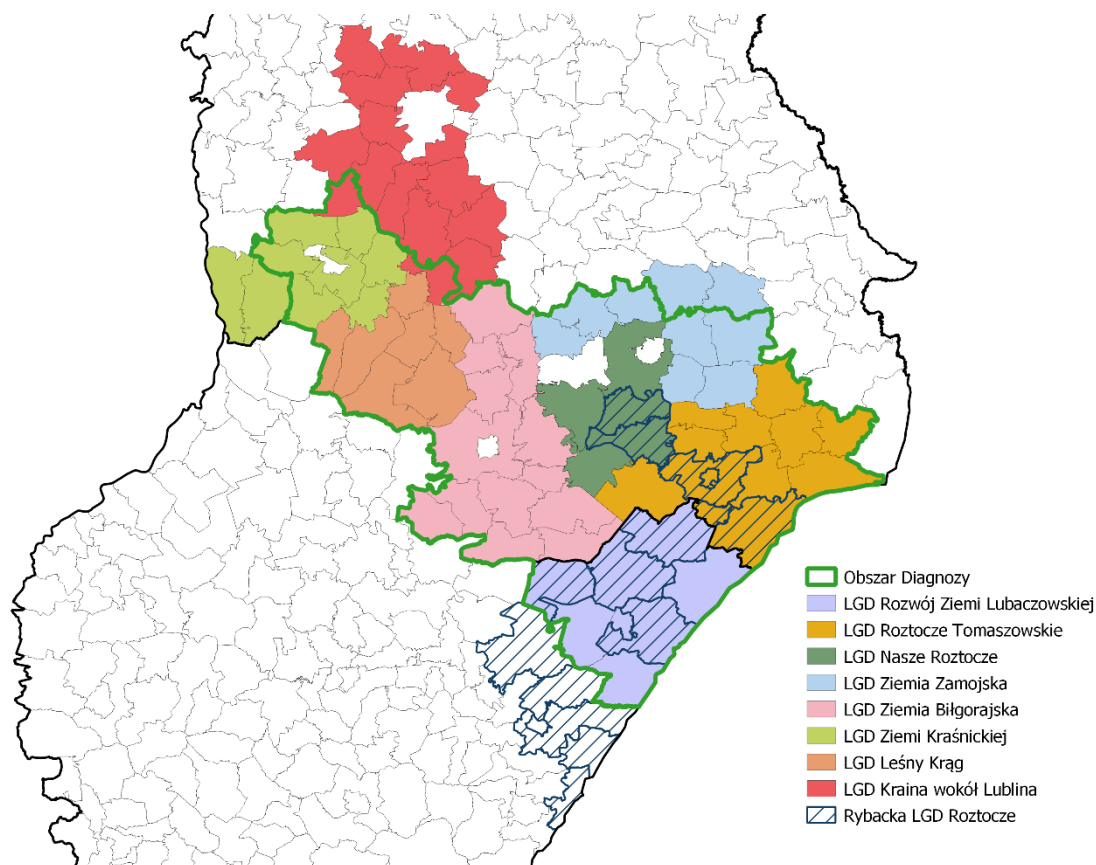 Obszar Diagnozy
LGD Rozwój Ziemi Lubaczowskiej
LGD Roztocze Tomaszowskie
LGD Nasze Roztocze
LGD Ziemia Zamojska
LGD Ziemia Biłgorajska
LGD Ziemi Kraśnickiej
LGD Leśny Krąg
LGD Kraina wokół Lublina
Rybacka LGD Roztocze